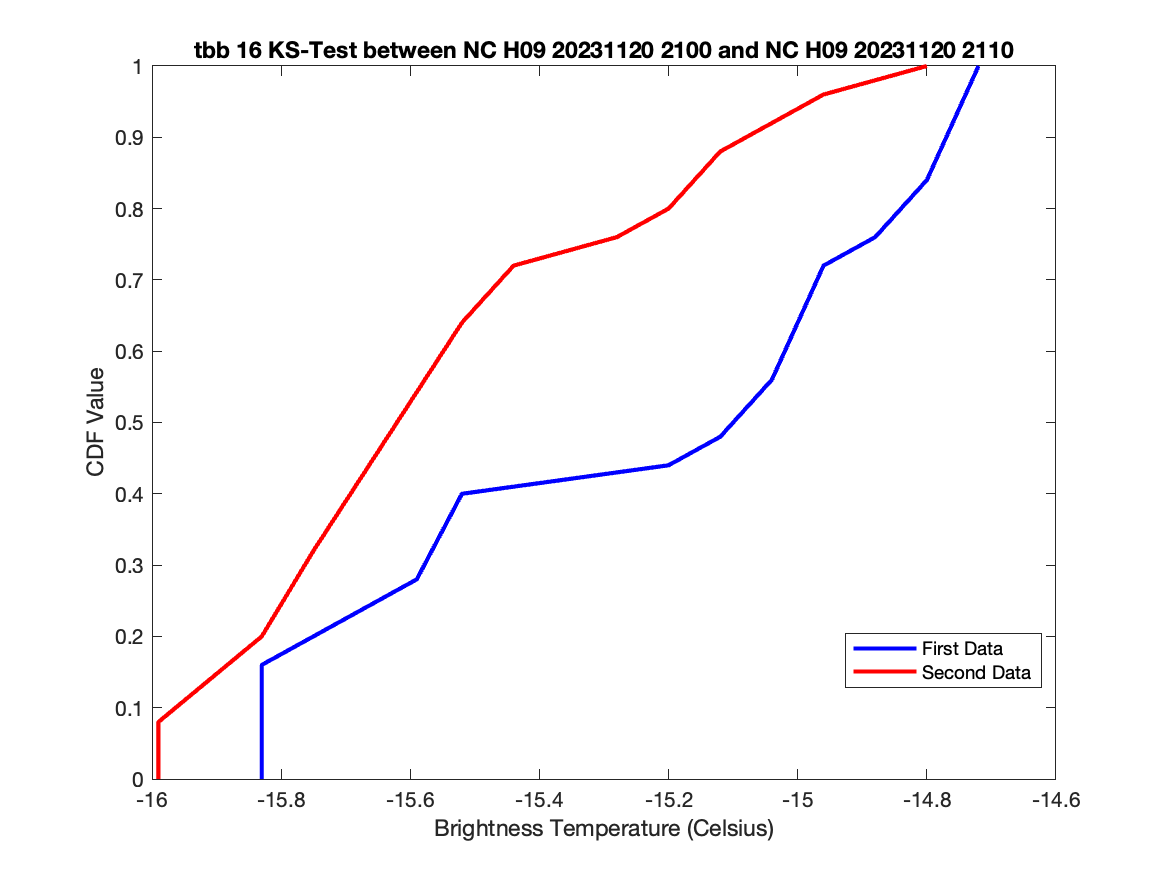 tbb 16 KS-Test between NC H09 20231120 2100 and NC H09 20231120 2110
1
0.9
0.8
0.7
0.6
0.5
0.4
0.3
0.2
0.1
0
CDF Value
First Data
Second Data
-16 -15.8 -15.6 -15.4 -15.2 -15 -14.8 -14.6
Brightness Temperature (Celsius)